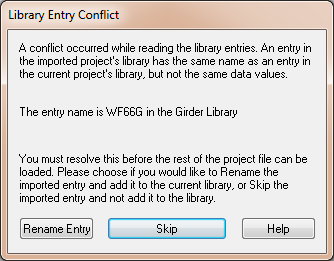 Library Entry Conflict
A conflict occurred while reading the library entries. An entry in
the imported project's library has the same name as an entry in
the current project's library, but not the same data values.
The entry name is WF66G in the Girder Library
You must resolve this before the rest of the project file can be
loaded. Please choose if you would like to Rename the
imported entry and add it to the current library, or Skip the
imported entry and not add it to the library.
Rename Entry Skip Help